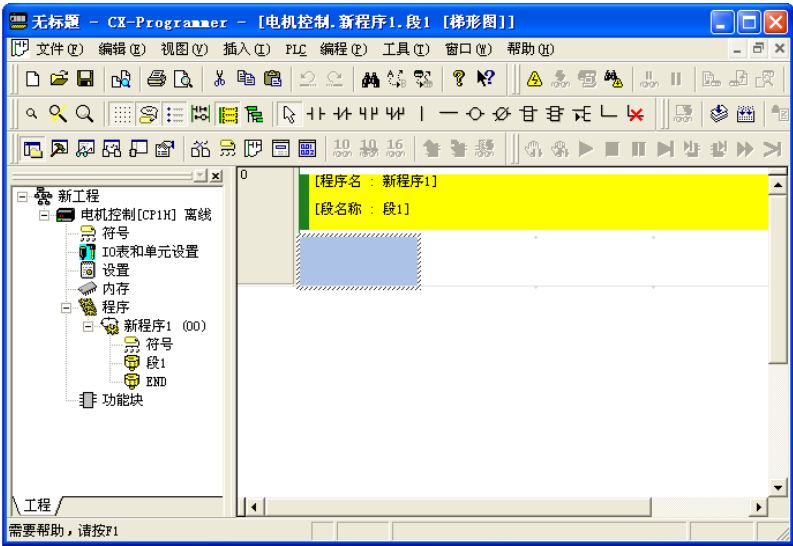 无标题 - CX-Programmer - [电机控制.新程序1.段1 [梯形图]]
文件(F) 编辑(E) 视图(V) 插入(I) PLC 编程(P) 工具(T) 窗口(W) 帮助(H)
10 16
0
[程序名 : 新程序1]
[段名称 : 段1]
新工程
电机控制[CP1H] 离线
符号
IO表和单元设置
设置
内存
程序
新程序1 (00)
符号
段1
END
功能块
工程
需要帮助，请按F1